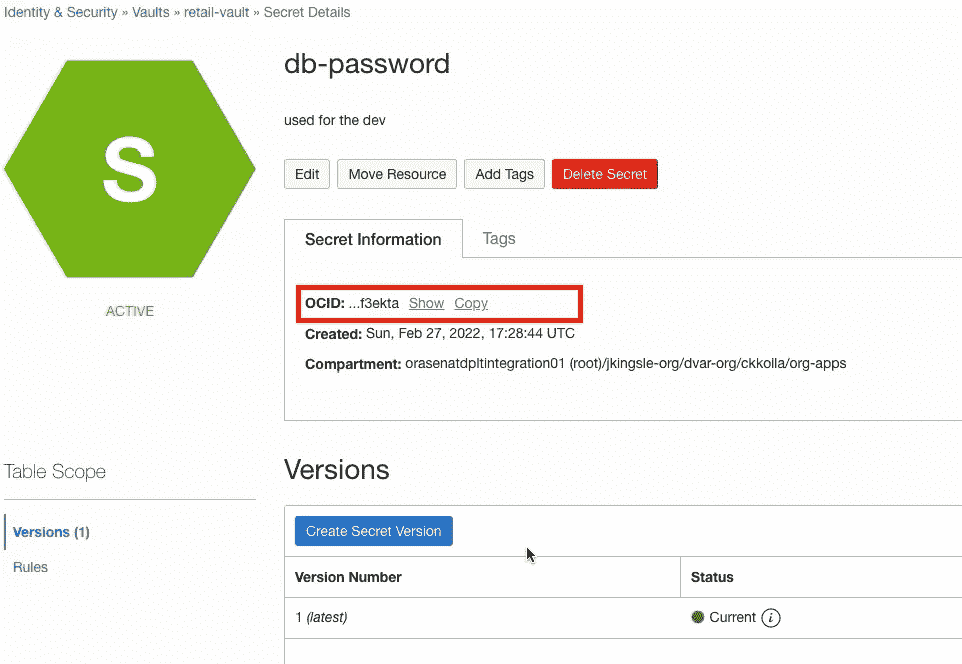 Identity & Security » Vaults » retail-vault » Secret Details
S
ACTIVE
db-password
used for the dev
Edit Move Resource Add Tags Delete Secret
Secret Information Tags
OCID: ...f3ekta Show Copy
Created: Sun, Feb 27, 2022, 17:28:44 UTC
Compartment: orasenatdpltintegration01 (root)/jkingsle-org/dvar-org/ckkolla/org-apps
Table Scope
Versions (1)
Rules
Versions
Create Secret Version
Version Number Status
1 (latest) Current i